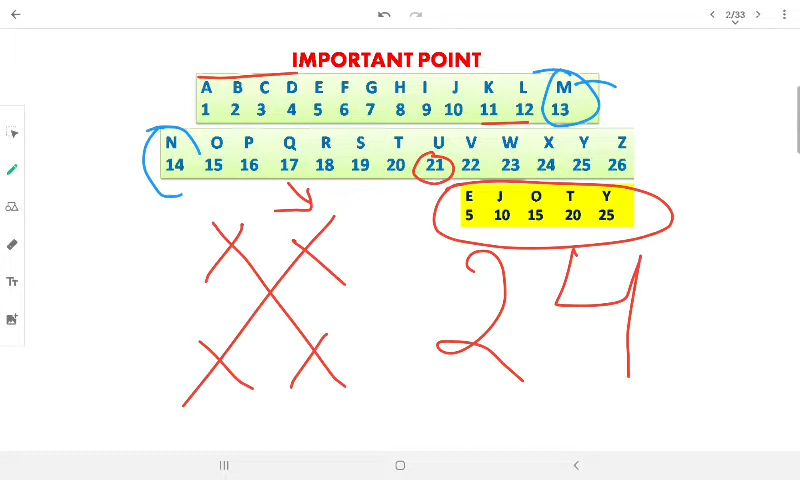 2/33
IMPORTANT POINT
A B C D E F G H I J K L M
1 2 3 4 5 6 7 8 9 10 11 12 13
N O P Q R S T U V W X Y Z
14 15 16 17 18 19 20 21 22 23 24 25 26
E J O T Y
5 10 15 20 25
X 24
Tт